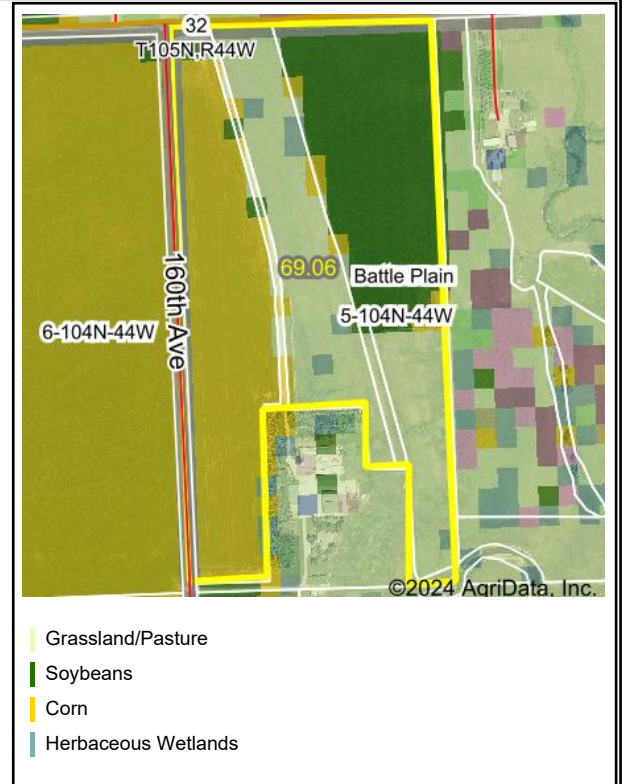 32
T105N,R44W
160th Ave
69.06
Battle Plain
6-104N-44W
5-104N-44W
©2024 AgriData, Inc.
Grassland/Pasture
Soybeans
Corn
Herbaceous Wetlands